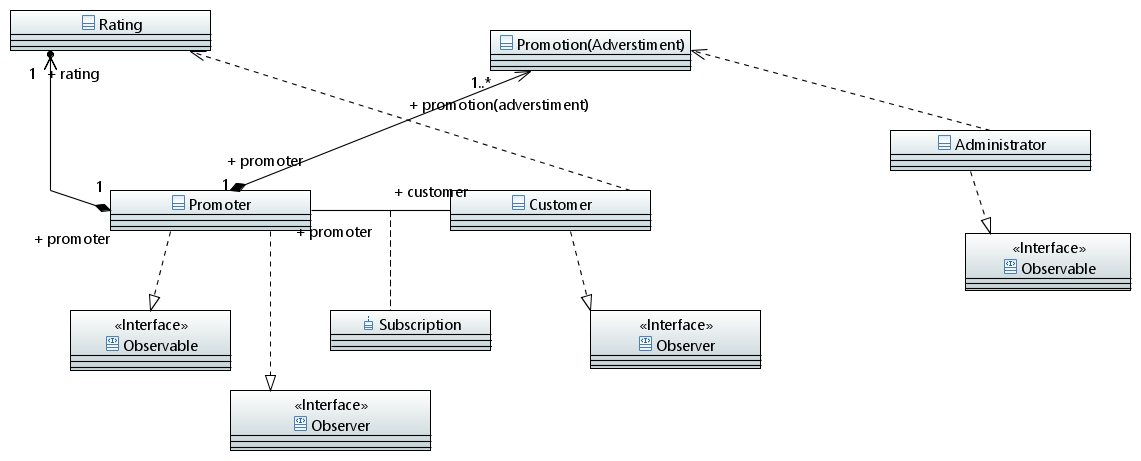 Rating
Promotion(Adverstiment)
1
+ rating
1..*
+ promotion(adverstiment)
Administrator
+ promoter
1
1
+ customer
Promoter
Customer
+ promoter
+ promoter
«Interface»
Observable
«Interface»
Observable
Subscription
«Interface»
Observer
«Interface»
Observer